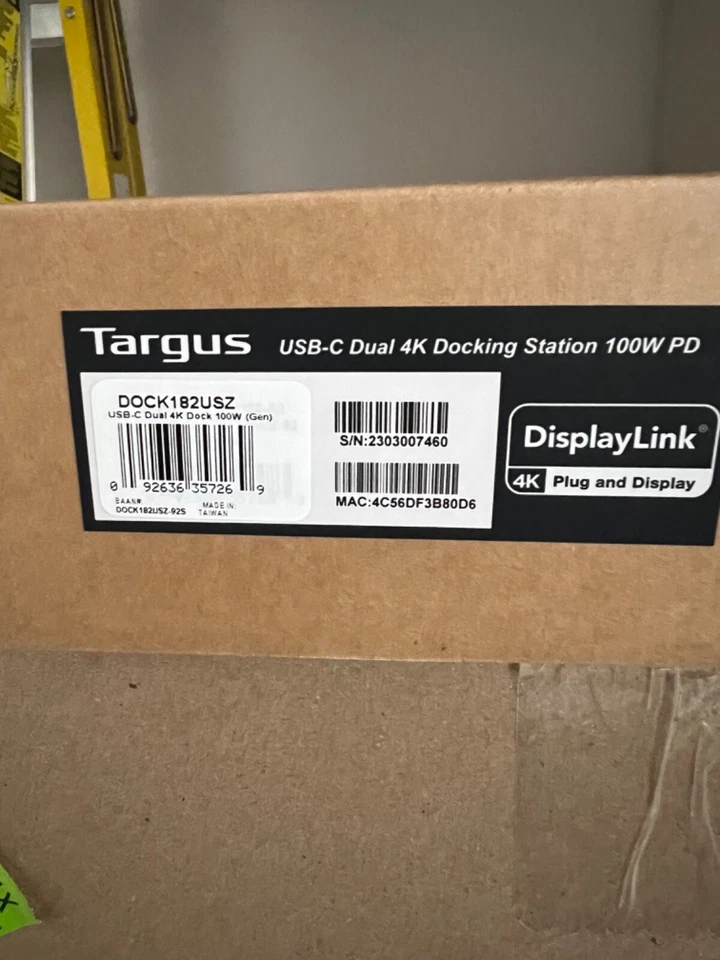 Targus
USB-C Dual 4K Docking Station 100W PD
DOCK182USZ
USB-C Dual 4K Dock 100W (Gen)
0 92636 35726 9
BAAN#
DOCK182USZ-92S
MADE IN:
TAIWAN
S/N:2303007460
MAC:4C56DF3B80D6
DisplayLink®
4K Plug and Display